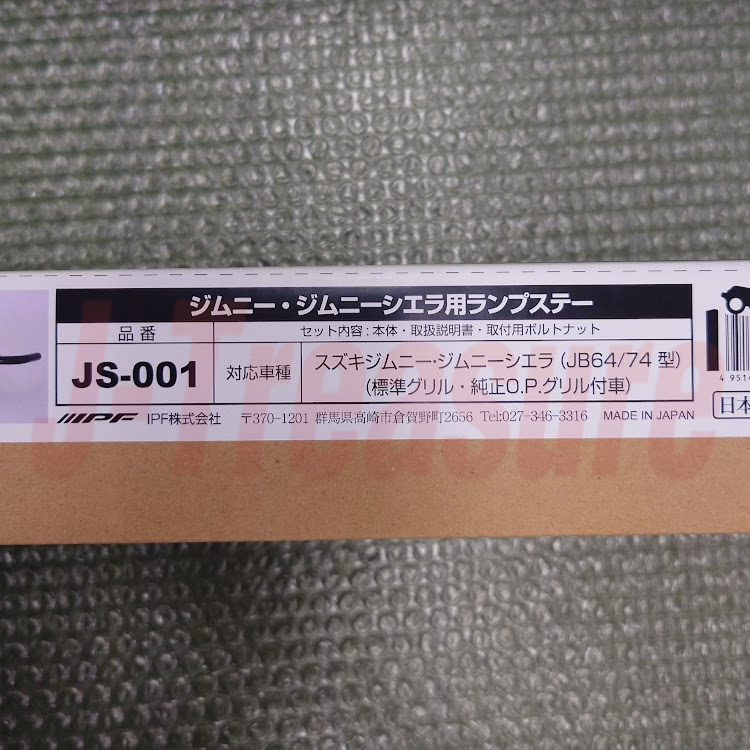 ジムニー・ジムニーシエラ用ランプステー
品番
セット内容:本体・取扱説明書・取付用ボルトナット
JS-001
対応車種
スズキジムニー・ジムニーシエラ(JB64/74型)
(標準グリル・純正O.P.グリル付車)
IPF IPF株式会社 〒370-1201 群馬県高崎市倉賀野町2656 Tel:027-346-3316 MADE IN JAPAN
4 9514
日本
J-Treasure